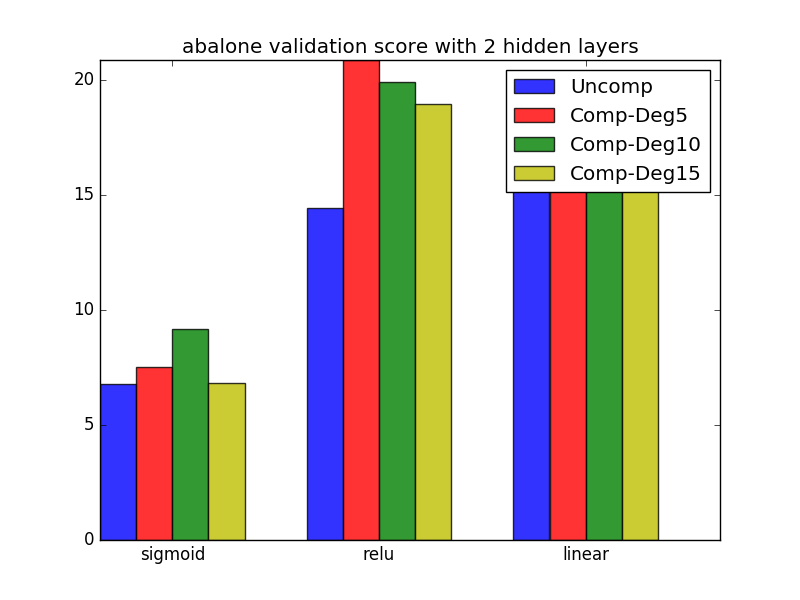 abalone validation score with 2 hidden layers
20
15
10
5
0
Uncomp
Comp-Deg5
Comp-Deg10
Comp-Deg15
sigmoid relu linear